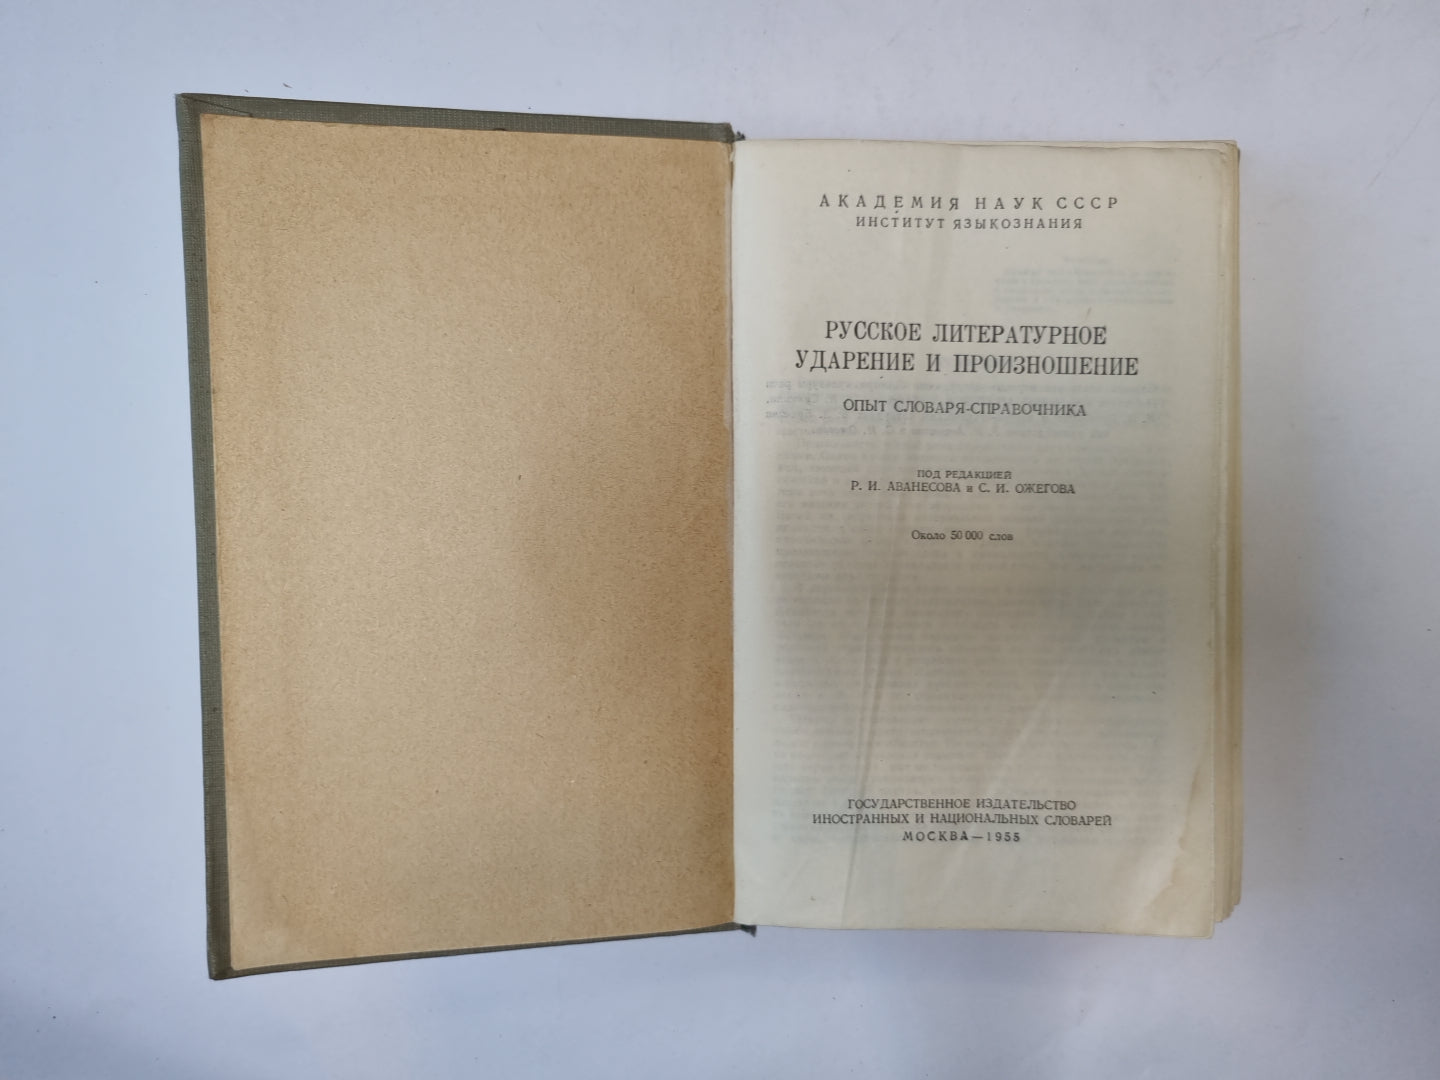 АКАДЕМИЯ НАУК СССР
ИНСТИТУТ ЯЗЫКОЗНАНИЯ
РУССКОЕ ЛИТЕРАТУРНОЕ
УДАРЕНИЕ И ПРОИЗНОШЕНИЕ
ОПЫТ СЛОВАРЯ-СПРАВОЧНИКА
ПОД РЕДАКЦИЕЙ
Р. И. АВАНЕСОВА и С. И. ОЖЕГОВА
Около 50 000 слов
ГОСУДАРСТВЕННОЕ ИЗДАТЕЛЬСТВО
ИНОСТРАННЫХ И НАЦИОНАЛЬНЫХ СЛОВАРЕЙ
МОСКВА—1955